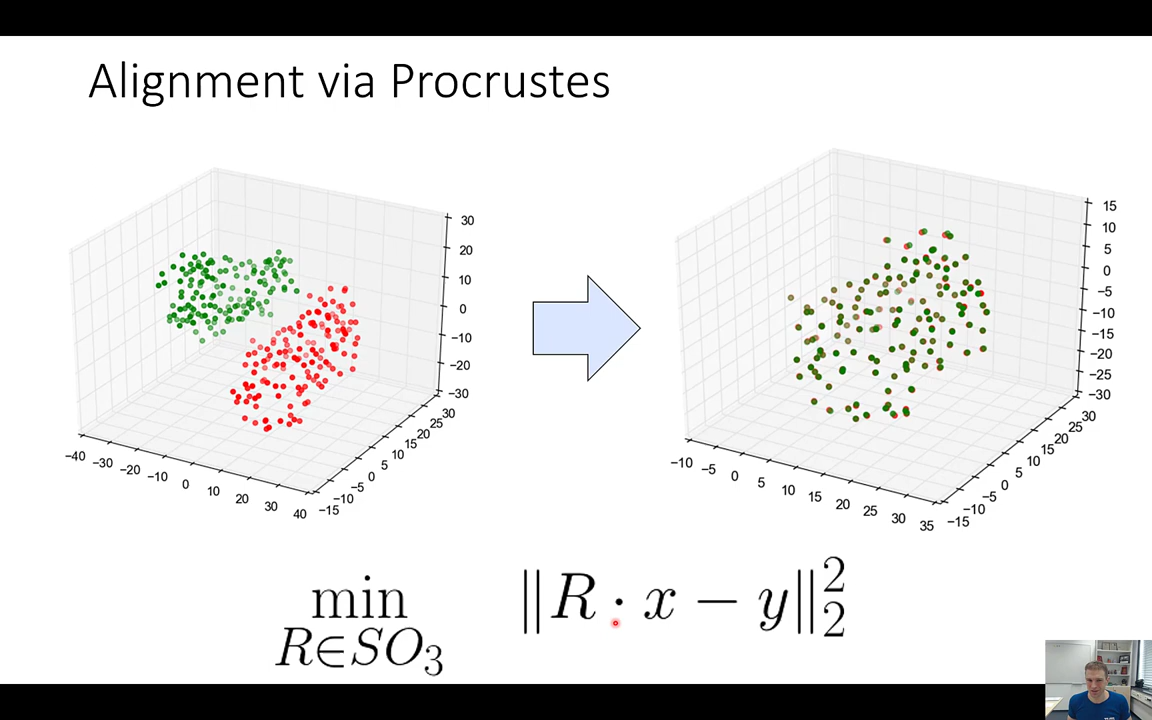 Alignment via Procrustes
30
20
10
0
−10
−20
−30
−40 −30 −20 −10 0 10 20 30 40
−15 −10 −5 0 5 10 15 20 25 30
15
10
5
0
−5
−10
−15
−20
−25
−30
−10 −5 0 5 10 15 20 25 30 35
−15 −10 −5 0 5 10 15 20 25 30
min ‖R · x − y‖₂²
R∈SO₃